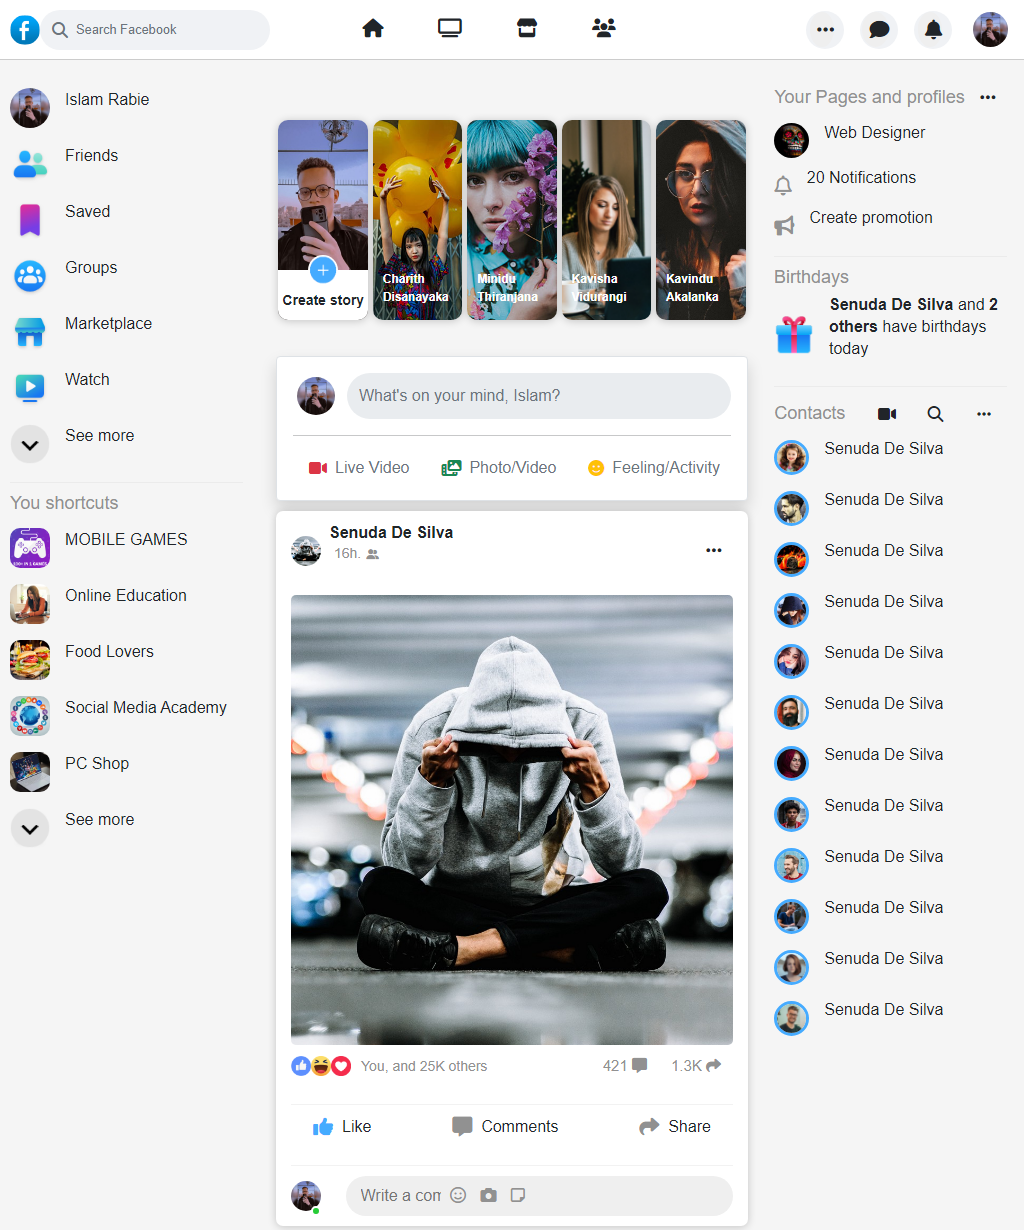 Search Facebook
Islam Rabie
Friends
Saved
Groups
Marketplace
Watch
See more
You shortcuts
MOBILE GAMES
Online Education
Food Lovers
Social Media Academy
PC Shop
See more
Create story
Charith
Disanayaka
Minidu
Thiranjana
Kavisha
Vidurangi
Kavindu
Akalanka
What's on your mind, Islam?
Live Video
Photo/Video
Feeling/Activity
Senuda De Silva
16h.
You, and 25K others
421
1.3K
Like
Comments
Share
Write a com
Your Pages and profiles
Web Designer
20 Notifications
Create promotion
Birthdays
Senuda De Silva and 2
others have birthdays
today
Contacts
Senuda De Silva
Senuda De Silva
Senuda De Silva
Senuda De Silva
Senuda De Silva
Senuda De Silva
Senuda De Silva
Senuda De Silva
Senuda De Silva
Senuda De Silva
Senuda De Silva
Senuda De Silva